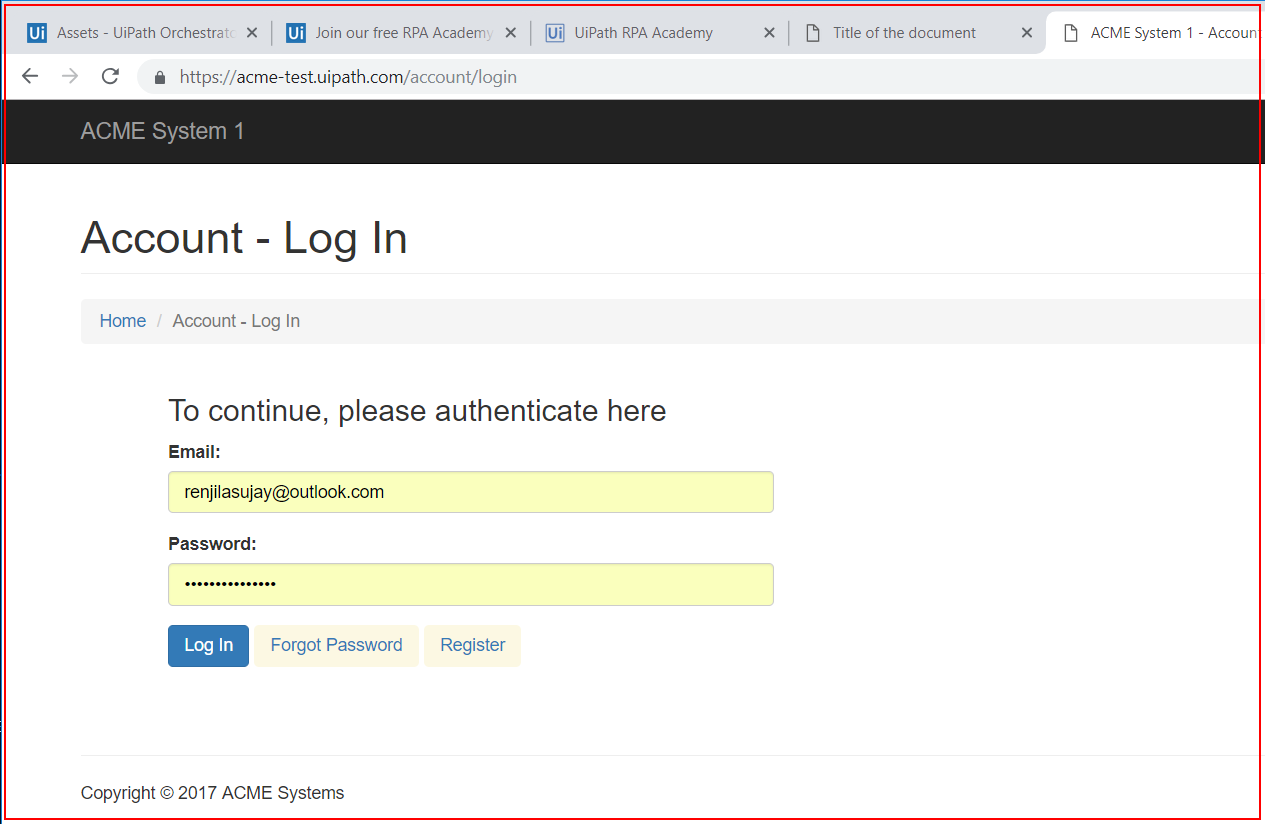 Ui Assets - UiPath Orchestrato Ui Join our free RPA Academy Ui UiPath RPA Academy Title of the document ACME System 1 - Accoun
https://acme-test.uipath.com/account/login
ACME System 1
Account - Log In
Home / Account - Log In
To continue, please authenticate here
Email:
renjilasujay@outlook.com
Password:
•••••••••••••••
Log In Forgot Password Register
Copyright © 2017 ACME Systems